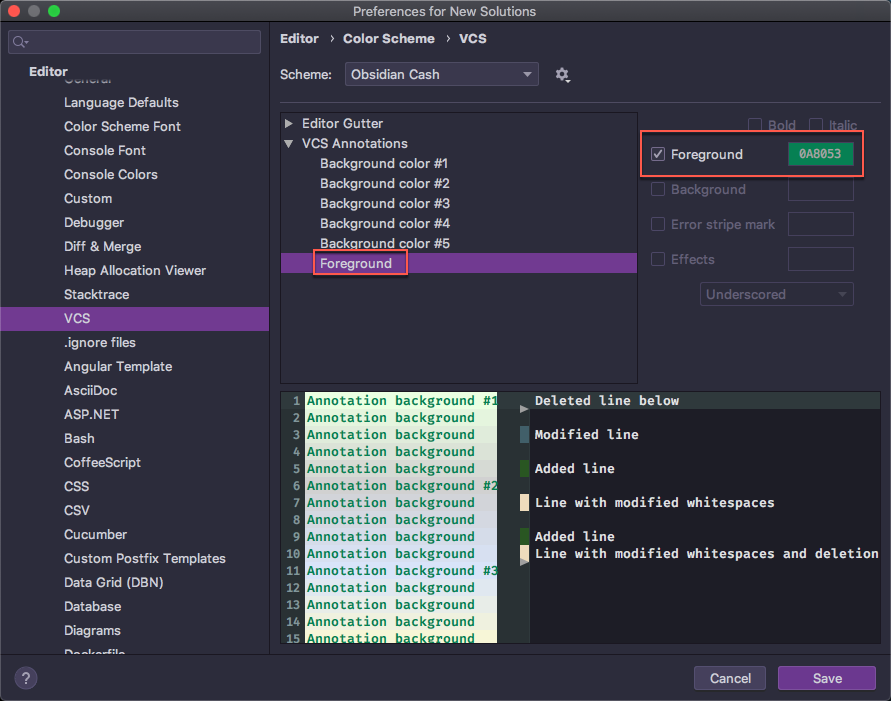 Preferences for New Solutions
Editor
General
Language Defaults
Color Scheme Font
Console Font
Console Colors
Custom
Debugger
Diff & Merge
Heap Allocation Viewer
Stacktrace
VCS
.ignore files
Angular Template
AsciiDoc
ASP.NET
Bash
CoffeeScript
CSS
CSV
Cucumber
Custom Postfix Templates
Data Grid (DBN)
Database
Diagrams
Dockerfile
Editor › Color Scheme › VCS
Scheme: Obsidian Cash
Editor Gutter
VCS Annotations
Background color #1
Background color #2
Background color #3
Background color #4
Background color #5
Foreground
Bold Italic
Foreground 0A8053
Background
Error stripe mark
Effects
Underscored
1 Annotation background #1
2 Annotation background
3 Annotation background
4 Annotation background
5 Annotation background
6 Annotation background #2
7 Annotation background
8 Annotation background
9 Annotation background
10 Annotation background
11 Annotation background #3
12 Annotation background
13 Annotation background
14 Annotation background
15 Annotation background
Deleted line below
Modified line
Added line
Line with modified whitespaces
Added line
Line with modified whitespaces and deletion
?
Cancel Save